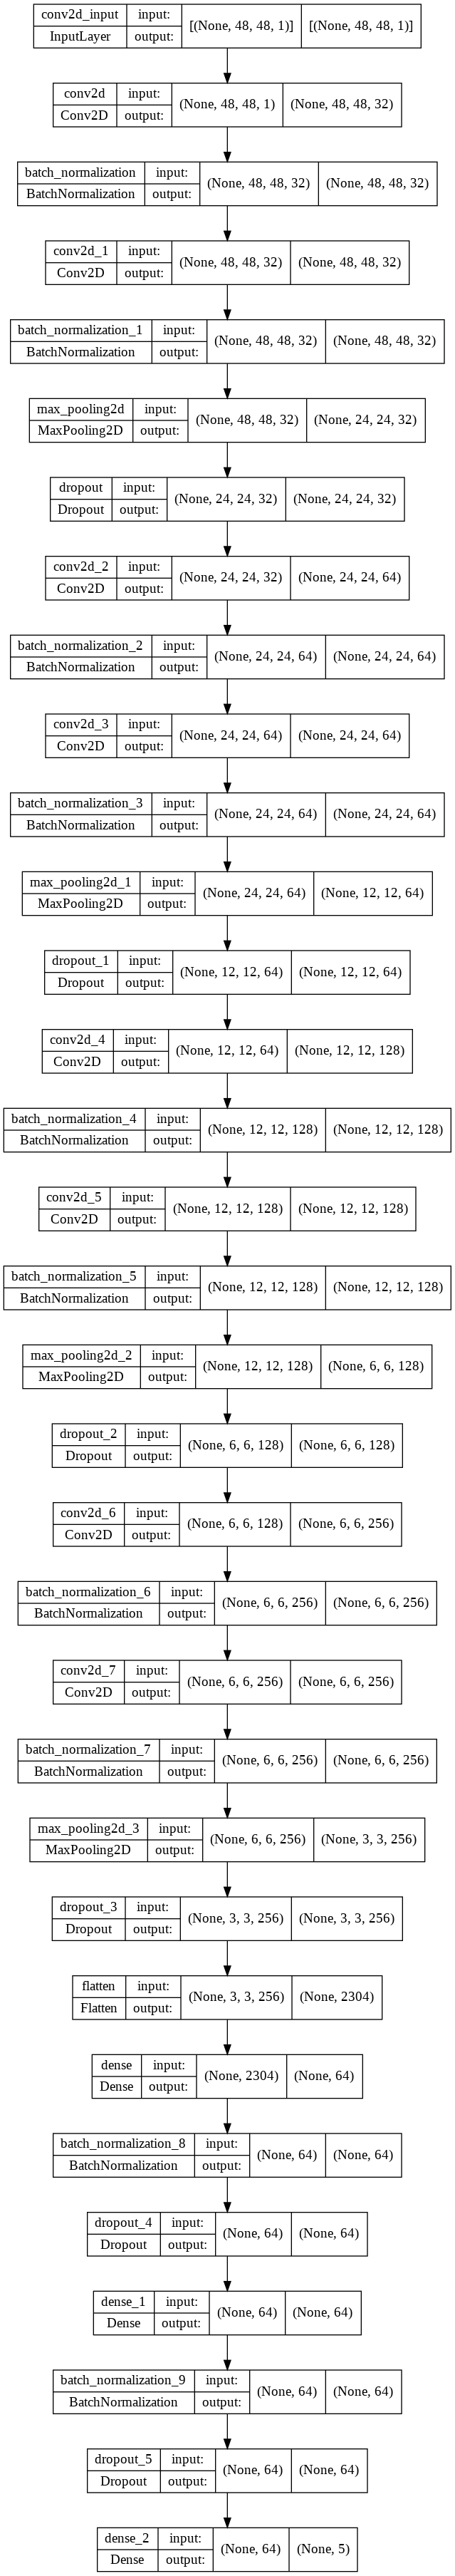 conv2d_input input: [(None, 48, 48, 1)] [(None, 48, 48, 1)]
InputLayer output:
conv2d input: (None, 48, 48, 1) (None, 48, 48, 32)
Conv2D output:
batch_normalization input: (None, 48, 48, 32) (None, 48, 48, 32)
BatchNormalization output:
conv2d_1 input: (None, 48, 48, 32) (None, 48, 48, 32)
Conv2D output:
batch_normalization_1 input: (None, 48, 48, 32) (None, 48, 48, 32)
BatchNormalization output:
max_pooling2d input: (None, 48, 48, 32) (None, 24, 24, 32)
MaxPooling2D output:
dropout input: (None, 24, 24, 32) (None, 24, 24, 32)
Dropout output:
conv2d_2 input: (None, 24, 24, 32) (None, 24, 24, 64)
Conv2D output:
batch_normalization_2 input: (None, 24, 24, 64) (None, 24, 24, 64)
BatchNormalization output:
conv2d_3 input: (None, 24, 24, 64) (None, 24, 24, 64)
Conv2D output:
batch_normalization_3 input: (None, 24, 24, 64) (None, 24, 24, 64)
BatchNormalization output:
max_pooling2d_1 input: (None, 24, 24, 64) (None, 12, 12, 64)
MaxPooling2D output:
dropout_1 input: (None, 12, 12, 64) (None, 12, 12, 64)
Dropout output:
conv2d_4 input: (None, 12, 12, 64) (None, 12, 12, 128)
Conv2D output:
batch_normalization_4 input: (None, 12, 12, 128) (None, 12, 12, 128)
BatchNormalization output:
conv2d_5 input: (None, 12, 12, 128) (None, 12, 12, 128)
Conv2D output:
batch_normalization_5 input: (None, 12, 12, 128) (None, 12, 12, 128)
BatchNormalization output:
max_pooling2d_2 input: (None, 12, 12, 128) (None, 6, 6, 128)
MaxPooling2D output:
dropout_2 input: (None, 6, 6, 128) (None, 6, 6, 128)
Dropout output:
conv2d_6 input: (None, 6, 6, 128) (None, 6, 6, 256)
Conv2D output:
batch_normalization_6 input: (None, 6, 6, 256) (None, 6, 6, 256)
BatchNormalization output:
conv2d_7 input: (None, 6, 6, 256) (None, 6, 6, 256)
Conv2D output:
batch_normalization_7 input: (None, 6, 6, 256) (None, 6, 6, 256)
BatchNormalization output:
max_pooling2d_3 input: (None, 6, 6, 256) (None, 3, 3, 256)
MaxPooling2D output:
dropout_3 input: (None, 3, 3, 256) (None, 3, 3, 256)
Dropout output:
flatten input: (None, 3, 3, 256) (None, 2304)
Flatten output:
dense input: (None, 2304) (None, 64)
Dense output:
batch_normalization_8 input: (None, 64) (None, 64)
BatchNormalization output:
dropout_4 input: (None, 64) (None, 64)
Dropout output:
dense_1 input: (None, 64) (None, 64)
Dense output:
batch_normalization_9 input: (None, 64) (None, 64)
BatchNormalization output:
dropout_5 input: (None, 64) (None, 64)
Dropout output:
dense_2 input: (None, 64) (None, 5)
Dense output: